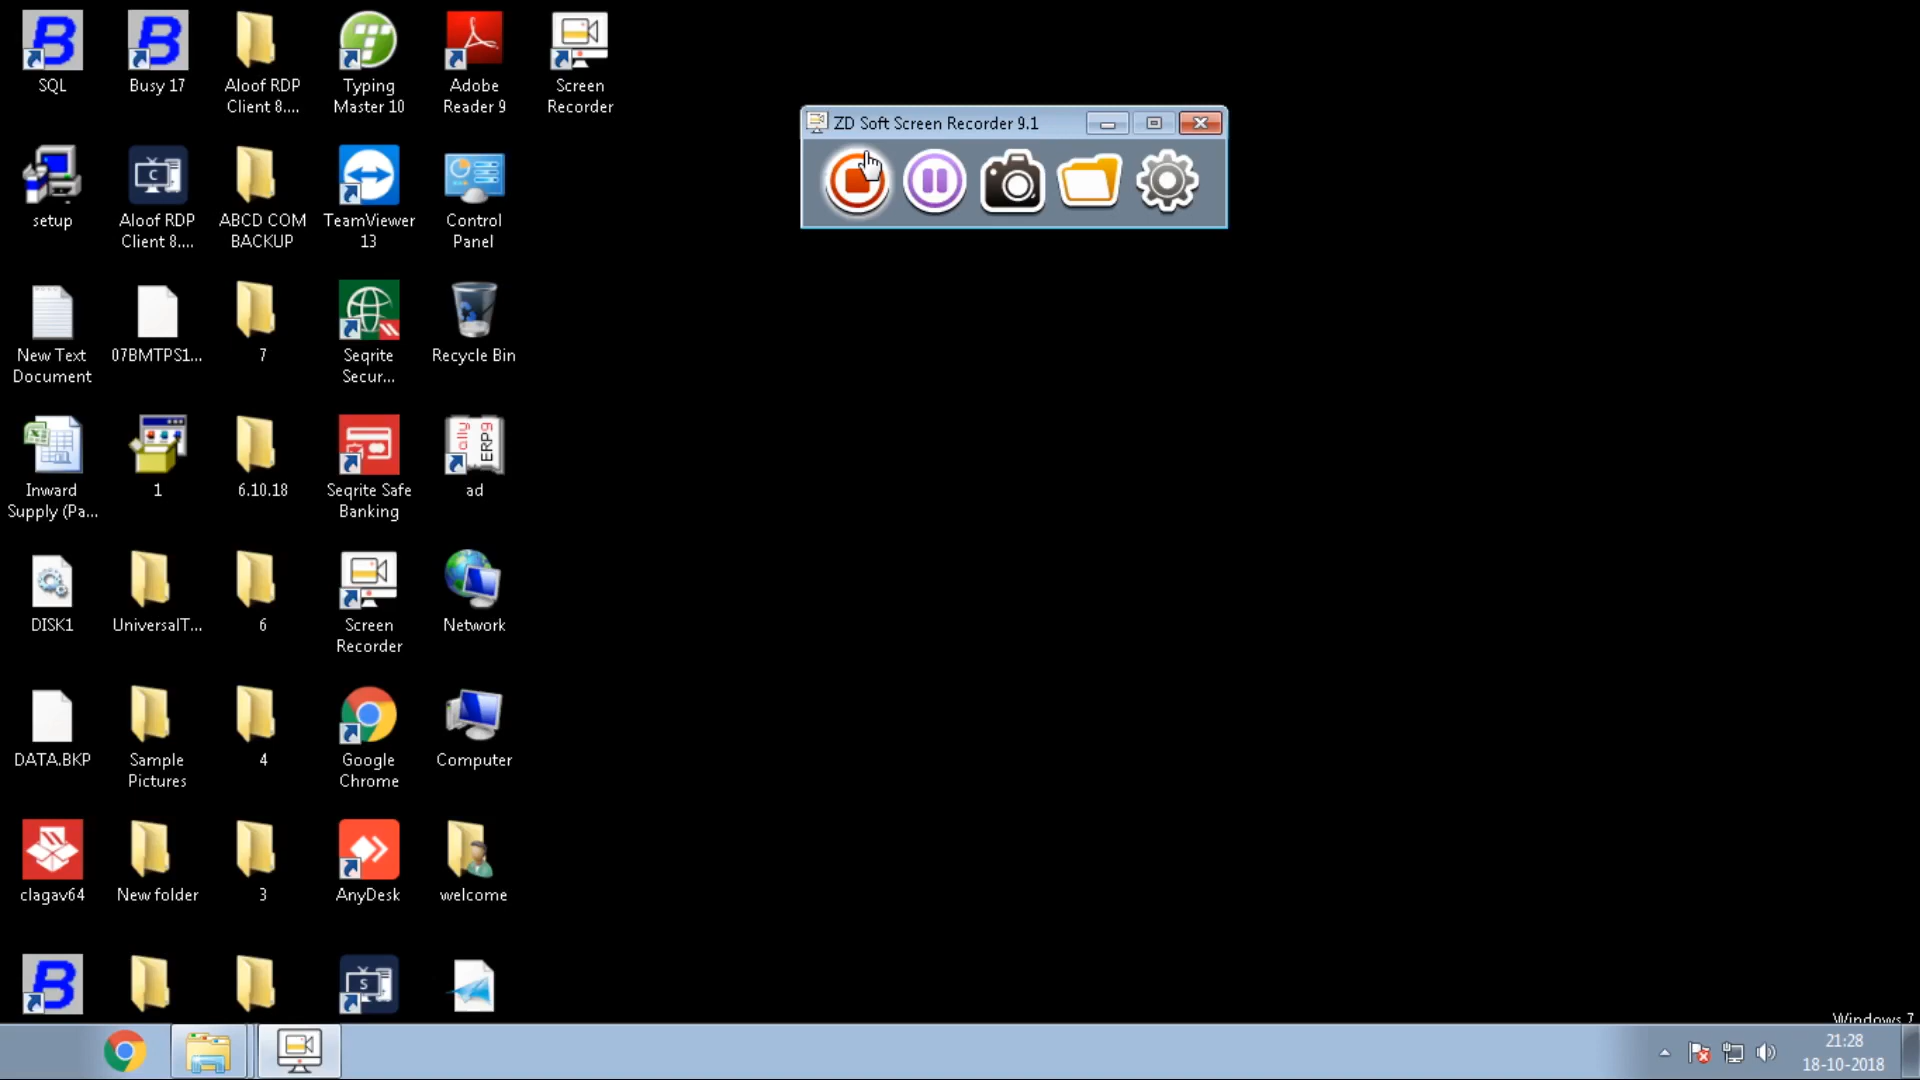 SQL
Busy 17
Aloof RDP
Client 8....
Typing
Master 10
Adobe
Reader 9
Screen
Recorder
ZD Soft Screen Recorder 9.1
setup
Aloof RDP
Client 8....
ABCD COM
BACKUP
TeamViewer
13
Control
Panel
New Text
Document
07BMTPS1...
7
Seqrite
Secur...
Recycle Bin
Inward
Supply (Pa...
1
6.10.18
Seqrite Safe
Banking
ad
DISK1
UniversalT...
6
Screen
Recorder
Network
DATA.BKP
Sample
Pictures
4
Google
Chrome
Computer
clagav64
New folder
3
AnyDesk
welcome
Windows 7
21:28
18-10-2018